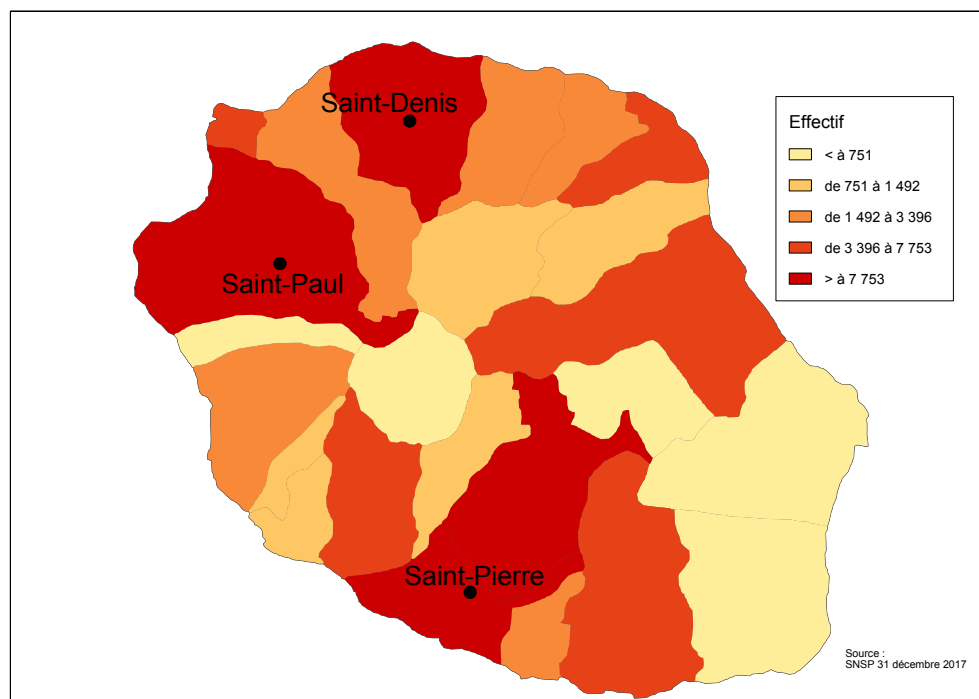 Saint-Denis
Saint-Paul
Saint-Pierre
Effectif
< à 751
de 751 à 1 492
de 1 492 à 3 396
de 3 396 à 7 753
> à 7 753
Source :
SNSP 31 décembre 2017